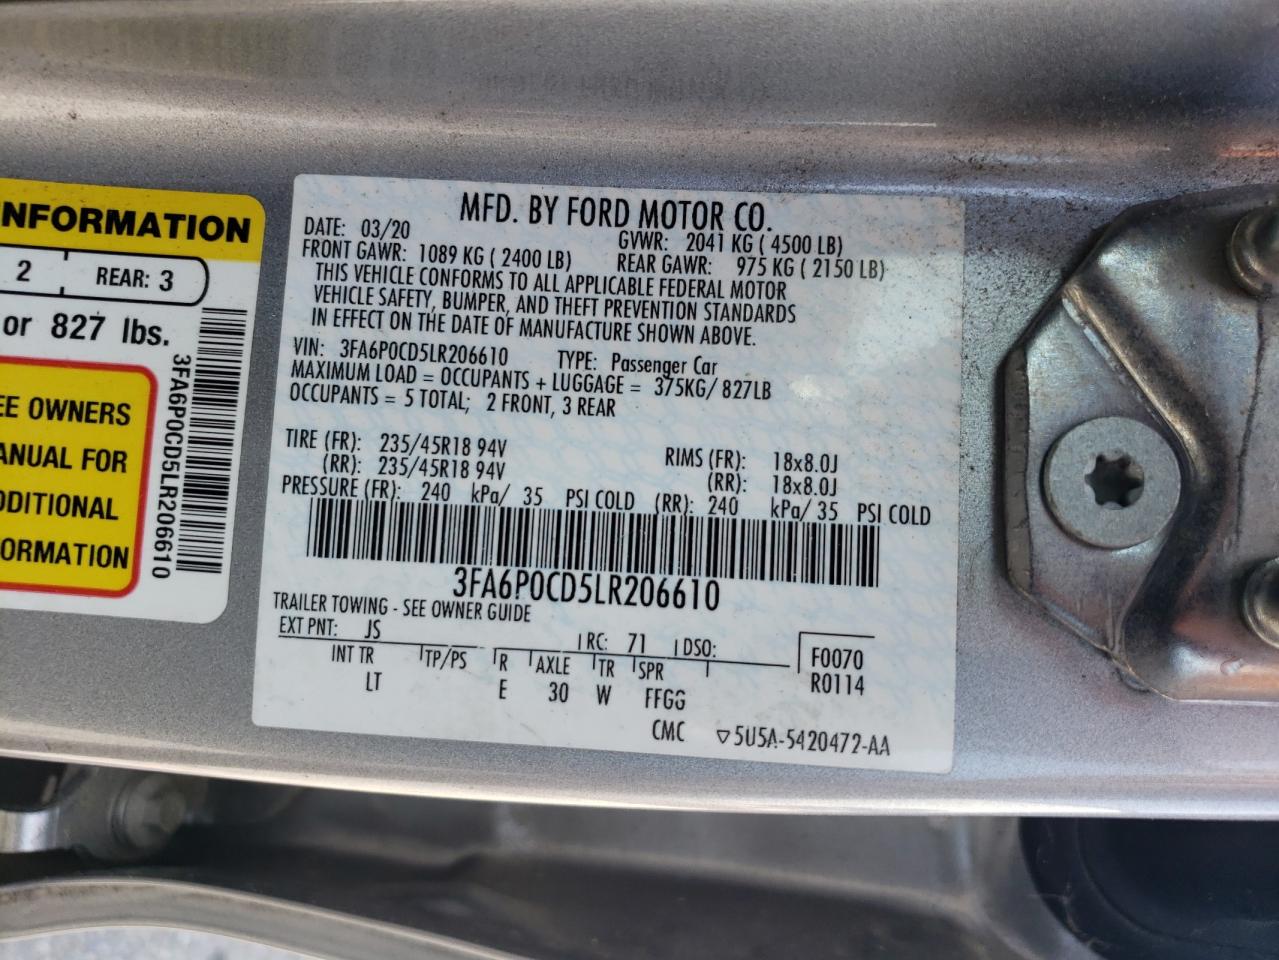 INFORMATION
2 REAR: 3
or 827 lbs.
EE OWNERS
ANUAL FOR
DDITIONAL
FORMATION
3FA6P0CD5LR206610
MFD. BY FORD MOTOR CO.
DATE: 03/20 GVWR: 2041 KG ( 4500 LB)
FRONT GAWR: 1089 KG ( 2400 LB) REAR GAWR: 975 KG ( 2150 LB)
THIS VEHICLE CONFORMS TO ALL APPLICABLE FEDERAL MOTOR
VEHICLE SAFETY, BUMPER, AND THEFT PREVENTION STANDARDS
IN EFFECT ON THE DATE OF MANUFACTURE SHOWN ABOVE.
VIN: 3FA6P0CD5LR206610 TYPE: Passenger Car
MAXIMUM LOAD = OCCUPANTS + LUGGAGE = 375KG/ 827LB
OCCUPANTS = 5 TOTAL; 2 FRONT, 3 REAR
TIRE (FR): 235/45R18 94V RIMS (FR): 18x8.0J
(RR): 235/45R18 94V (RR): 18x8.0J
PRESSURE (FR): 240 kPa/ 35 PSI COLD (RR): 240 kPa/ 35 PSI COLD
3FA6P0CD5LR206610
TRAILER TOWING - SEE OWNER GUIDE
EXT PNT: JS RC: 71 DSO: F0070
INT TR TP/PS R AXLE TR SPR R0114
LT E 30 W FFGG
CMC ▽5U5A-5420472-AA